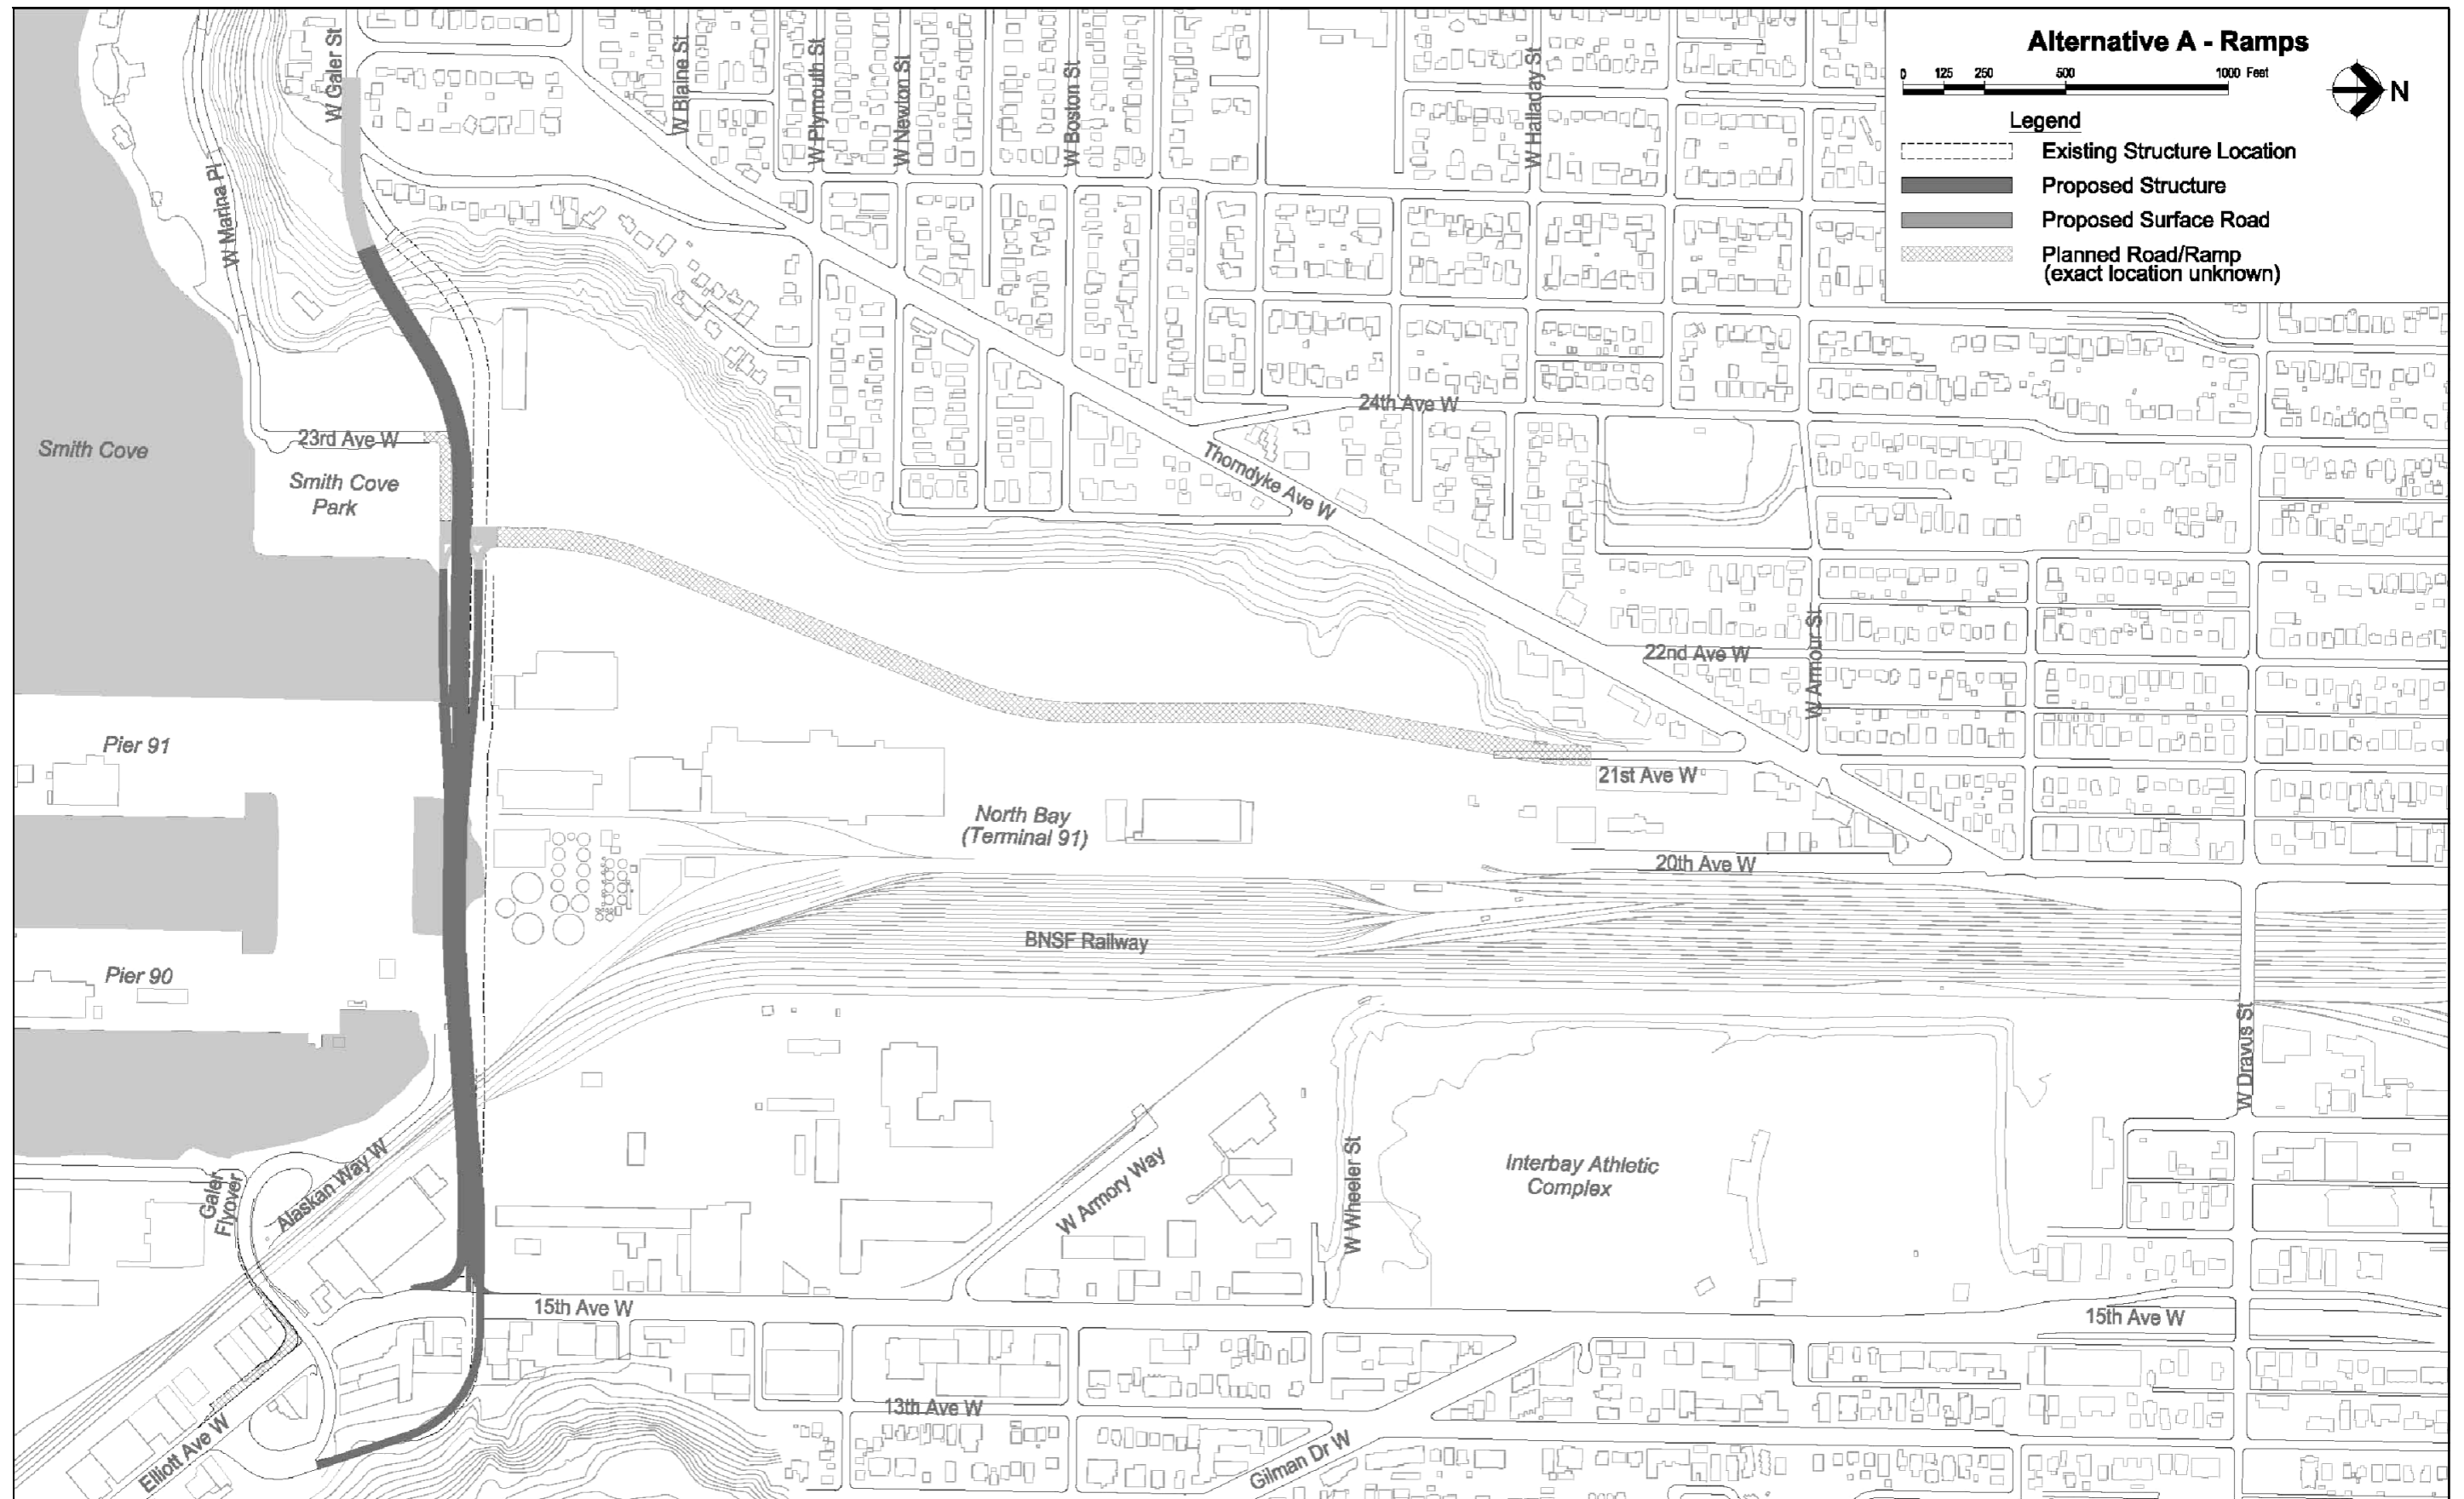 Alternative A - Ramps
0 125 250 500 1000 Feet
N
Legend
Existing Structure Location
Proposed Structure
Proposed Surface Road
Planned Road/Ramp
(exact location unknown)
W Galer St
W Blaine St
W Plymouth St
W Newton St
W Boston St
W Halladay St
W Marina Pl
24th Ave W
23rd Ave W
Smith Cove
Smith Cove
Park
Thorndyke Ave W
22nd Ave W
W Armour St
Pier 91
21st Ave W
North Bay
(Terminal 91)
20th Ave W
BNSF Railway
Pier 90
W Dravus St
Galer
Flyover
Alaskan Way W
W Armory Way
W Wheeler St
Interbay Athletic
Complex
15th Ave W
15th Ave W
13th Ave W
Elliott Ave W
Gilman Dr W